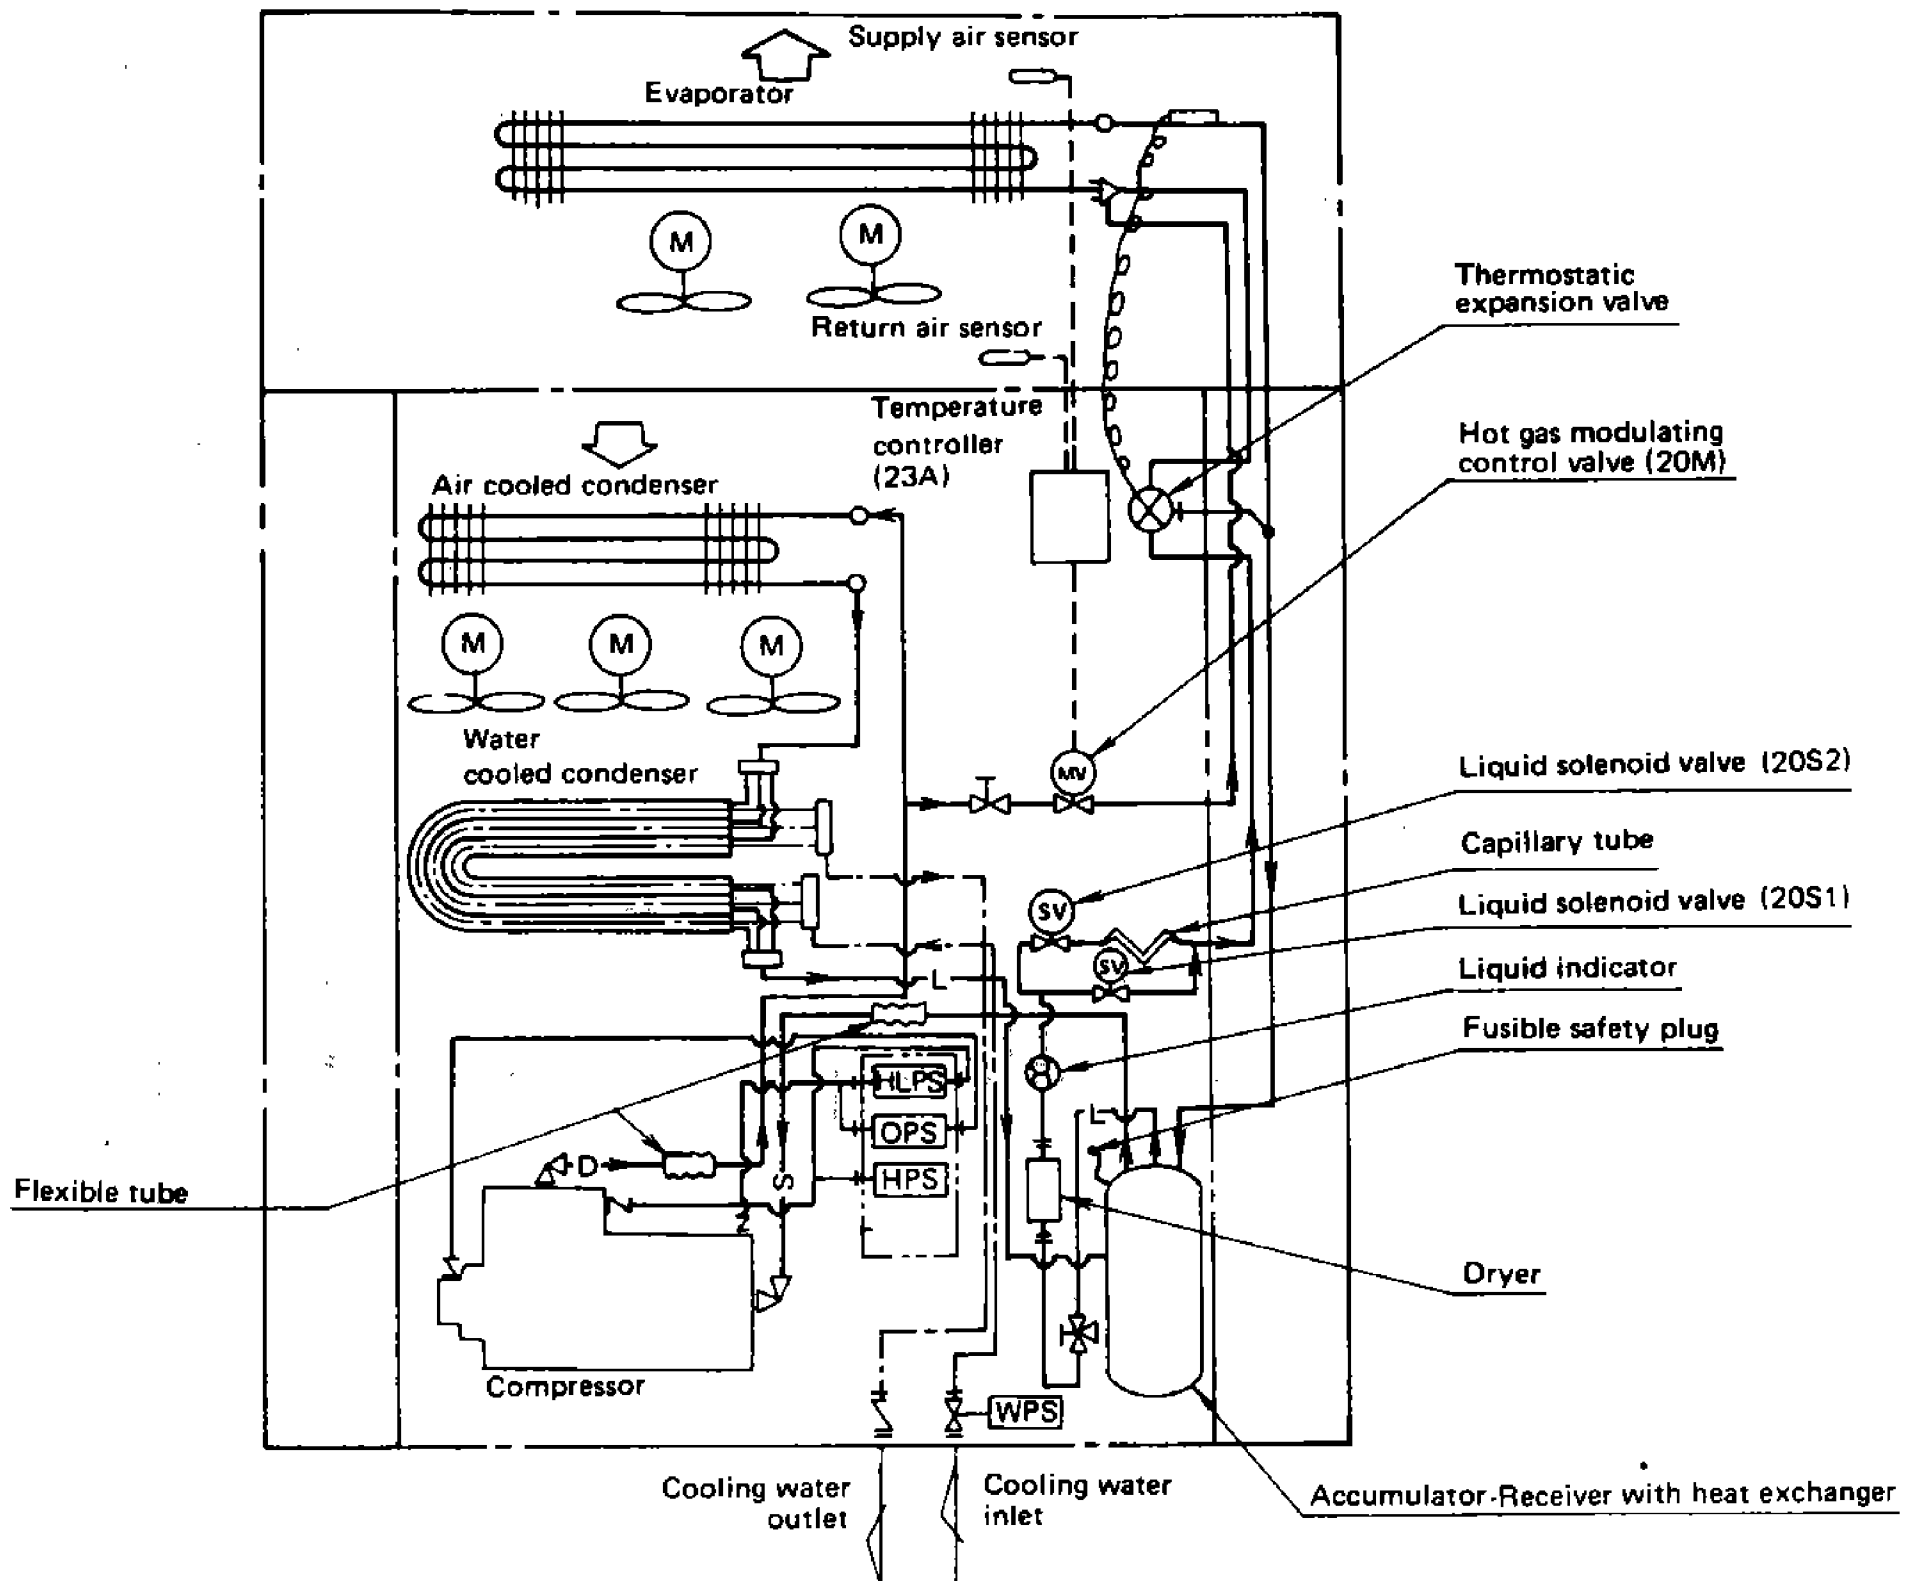 Supply air sensor
Evaporator
M
M
Return air sensor
Thermostatic
expansion valve
Temperature
controller
(23A)
Hot gas modulating
control valve (20M)
Air cooled condenser
M
M
M
Water
cooled condenser
MV
Liquid solenoid valve (20S2)
Capillary tube
SV
Liquid solenoid valve (20S1)
SV
Liquid indicator
L
Fusible safety plug
HLPS
L
OPS
D
S
HPS
Flexible tube
Dryer
Compressor
WPS
Cooling water
outlet
Cooling water
inlet
Accumulator-Receiver with heat exchanger